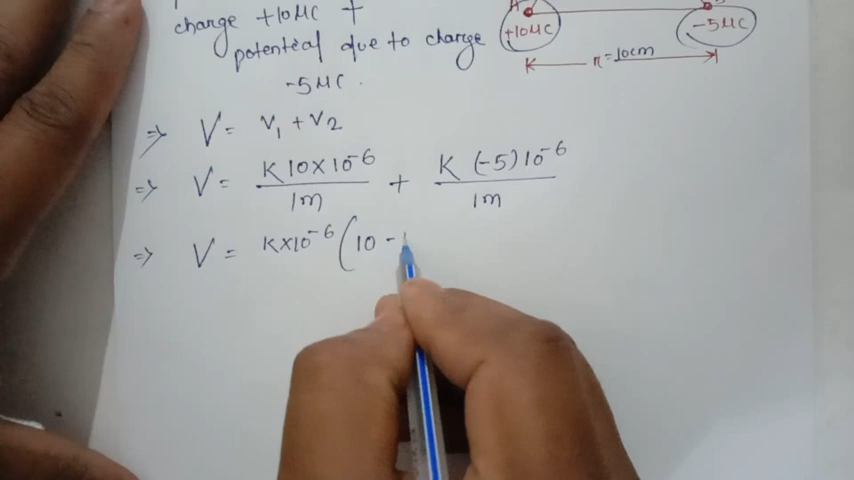 charge +10μC +
potential due to charge
-5μC.
+10μC
-5μC
r=10cm
⇒ V = V₁ + V₂
⇒ V = K 10×10⁻⁶ / 1m + K (-5) 10⁻⁶ / 1m
⇒ V = K×10⁻⁶ (10 -